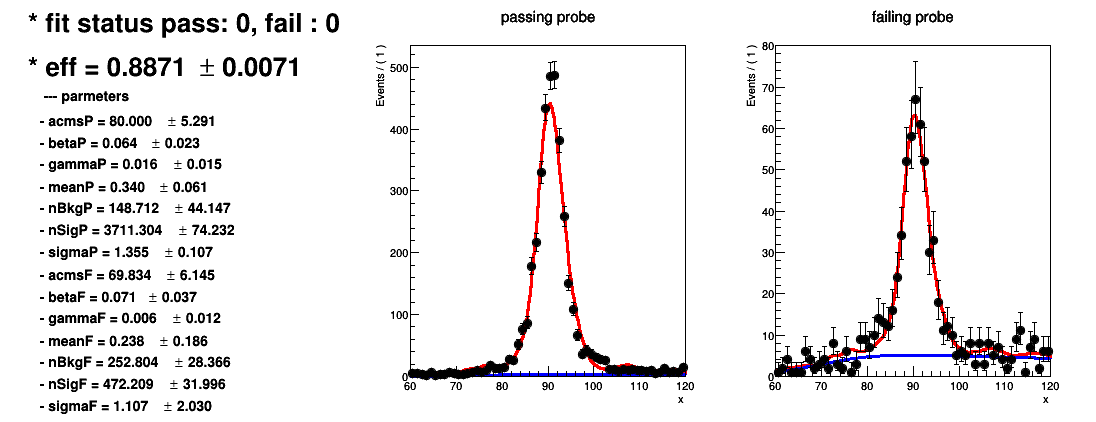 * fit status pass: 0, fail : 0
* eff = 0.8871 ± 0.0071
--- parmeters
- acmsP = 80.000 ± 5.291
- betaP = 0.064 ± 0.023
- gammaP = 0.016 ± 0.015
- meanP = 0.340 ± 0.061
- nBkgP = 148.712 ± 44.147
- nSigP = 3711.304 ± 74.232
- sigmaP = 1.355 ± 0.107
- acmsF = 69.834 ± 6.145
- betaF = 0.071 ± 0.037
- gammaF = 0.006 ± 0.012
- meanF = 0.238 ± 0.186
- nBkgF = 252.804 ± 28.366
- nSigF = 472.209 ± 31.996
- sigmaF = 1.107 ± 2.030
passing probe
Events / ( 1 )
500
400
300
200
100
0
60 70 80 90 100 110 120
x
failing probe
Events / ( 1 )
80
70
60
50
40
30
20
10
0
60 70 80 90 100 110 120
x